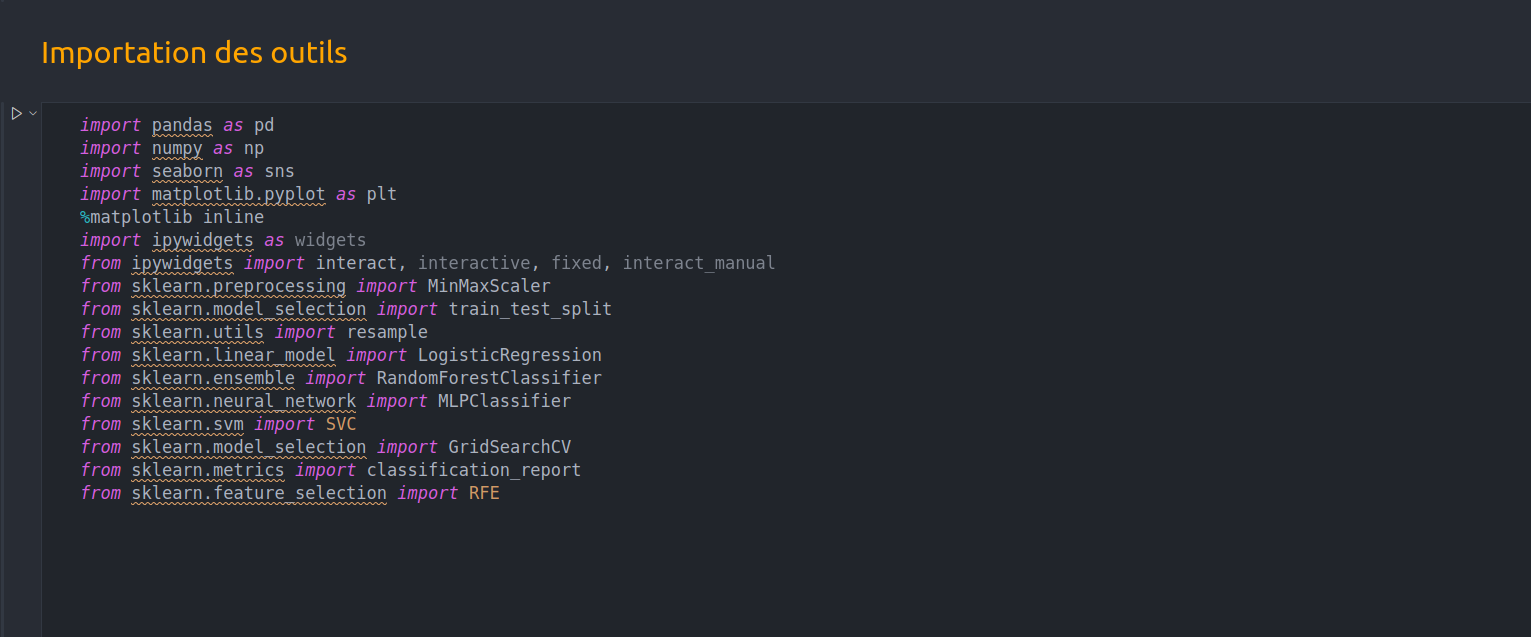 Importation des outils
import pandas as pd
import numpy as np
import seaborn as sns
import matplotlib.pyplot as plt
%matplotlib inline
import ipywidgets as widgets
from ipywidgets import interact, interactive, fixed, interact_manual
from sklearn.preprocessing import MinMaxScaler
from sklearn.model_selection import train_test_split
from sklearn.utils import resample
from sklearn.linear_model import LogisticRegression
from sklearn.ensemble import RandomForestClassifier
from sklearn.neural_network import MLPClassifier
from sklearn.svm import SVC
from sklearn.model_selection import GridSearchCV
from sklearn.metrics import classification_report
from sklearn.feature_selection import RFE